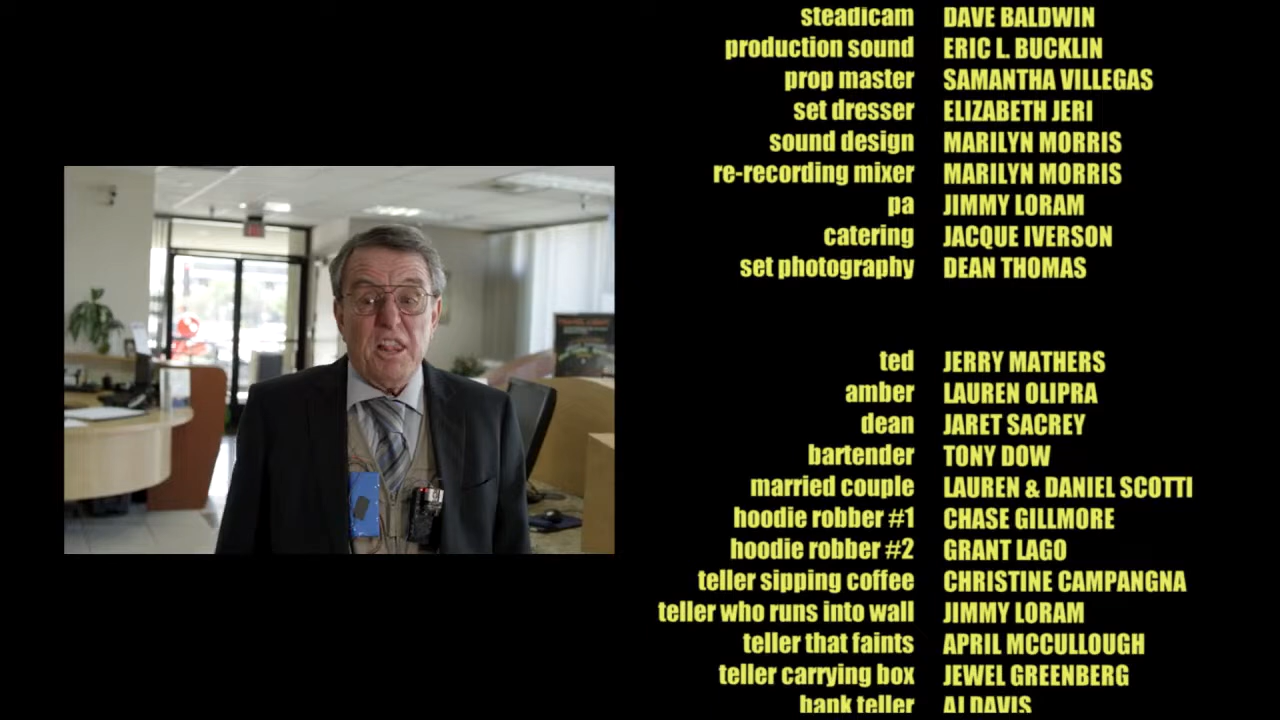 steadicam DAVE BALDWIN
production sound ERIC L. BUCKLIN
prop master SAMANTHA VILLEGAS
set dresser ELIZABETH JERI
sound design MARILYN MORRIS
re-recording mixer MARILYN MORRIS
pa JIMMY LORAM
catering JACQUE IVERSON
set photography DEAN THOMAS
ted JERRY MATHERS
amber LAUREN OLIPRA
dean JARET SACREY
bartender TONY DOW
married couple LAUREN & DANIEL SCOTTI
hoodie robber #1 CHASE GILLMORE
hoodie robber #2 GRANT LAGO
teller sipping coffee CHRISTINE CAMPANGNA
teller who runs into wall JIMMY LORAM
teller that faints APRIL MCCULLOUGH
teller carrying box JEWEL GREENBERG
bank teller AJ DAVIS